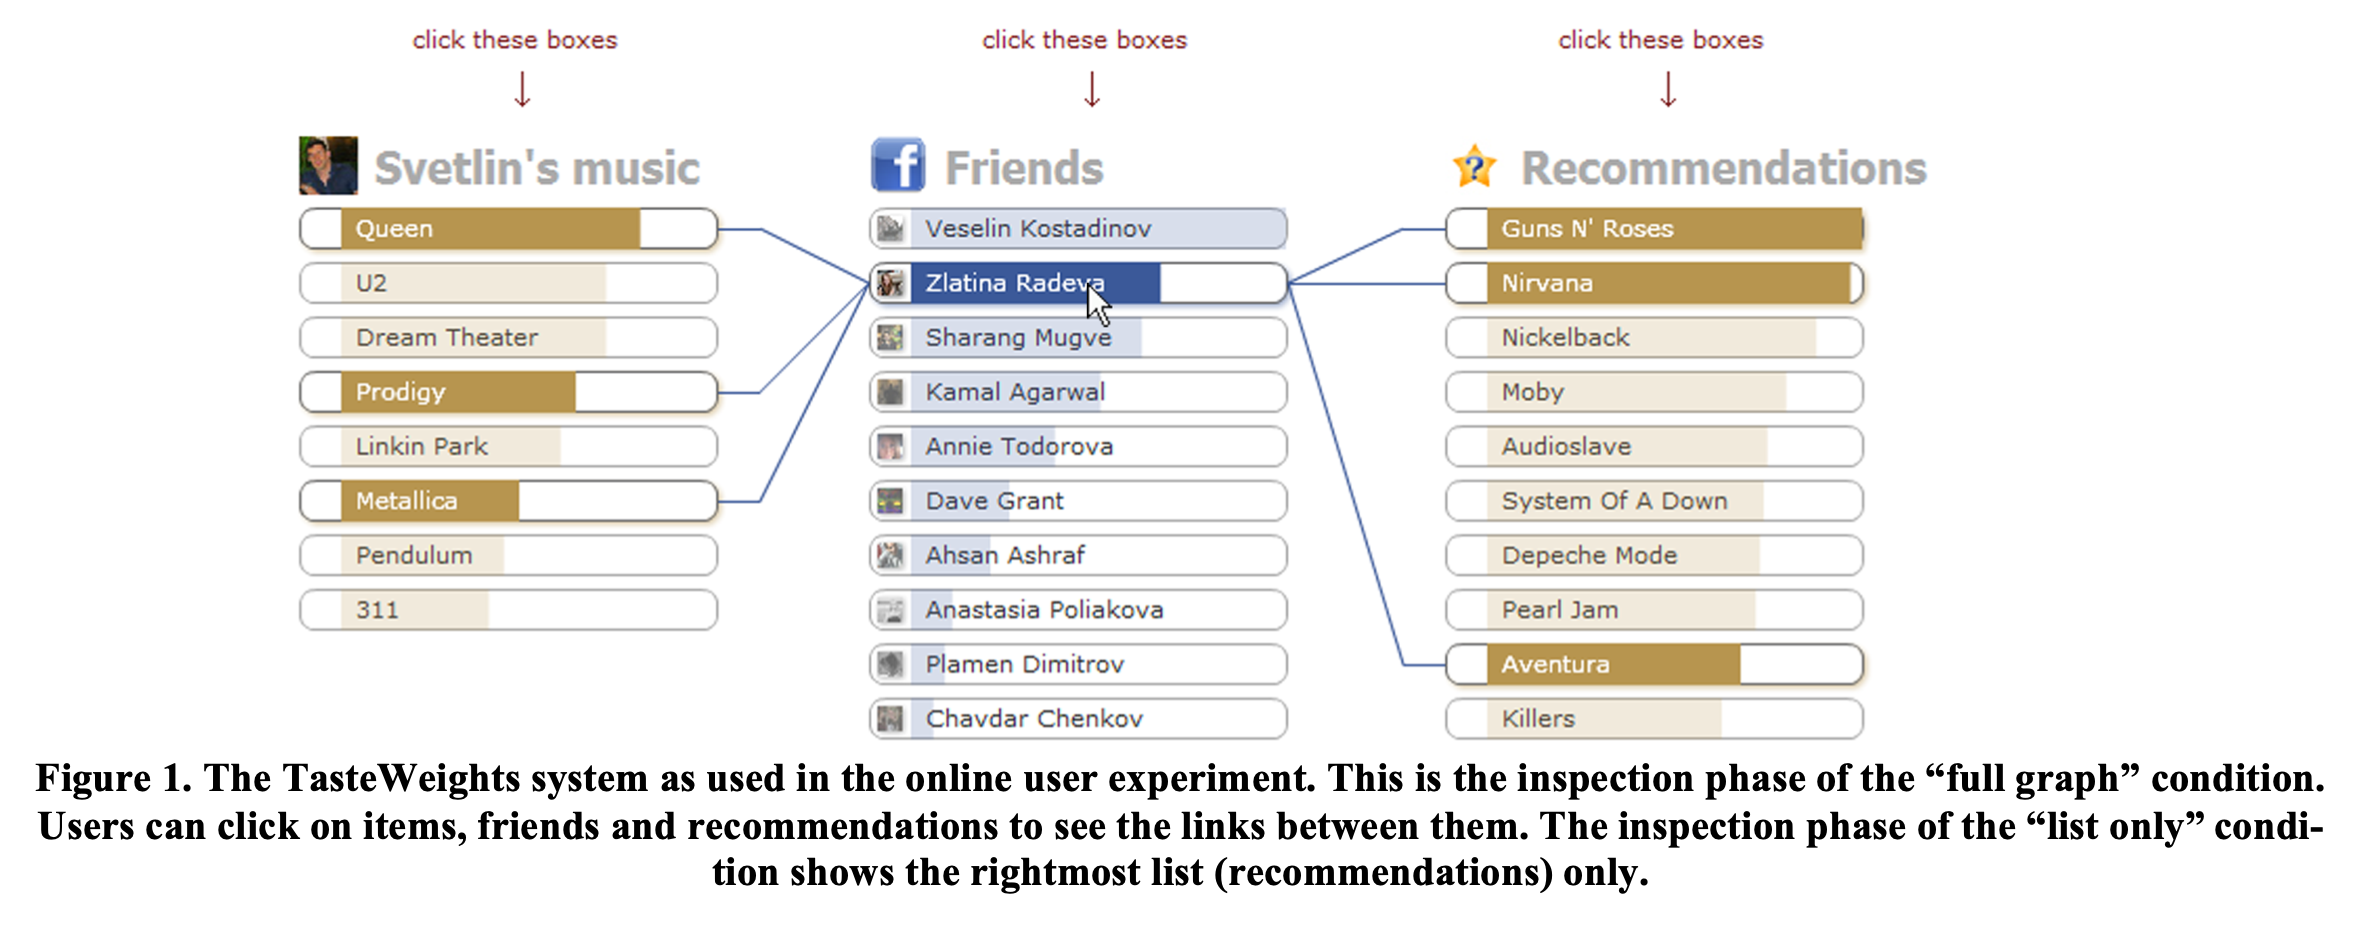 click these boxes
click these boxes
click these boxes
Svetlin's music
Queen
U2
Dream Theater
Prodigy
Linkin Park
Metallica
Pendulum
311
f Friends
Veselin Kostadinov
Zlatina Radeva
Sharang Mugve
Kamal Agarwal
Annie Todorova
Dave Grant
Ahsan Ashraf
Anastasia Poliakova
Plamen Dimitrov
Chavdar Chenkov
? Recommendations
Guns N' Roses
Nirvana
Nickelback
Moby
Audioslave
System Of A Down
Depeche Mode
Pearl Jam
Aventura
Killers
Figure 1. The TasteWeights system as used in the online user experiment. This is the inspection phase of the “full graph” condition.
Users can click on items, friends and recommendations to see the links between them. The inspection phase of the “list only” condi-
tion shows the rightmost list (recommendations) only.